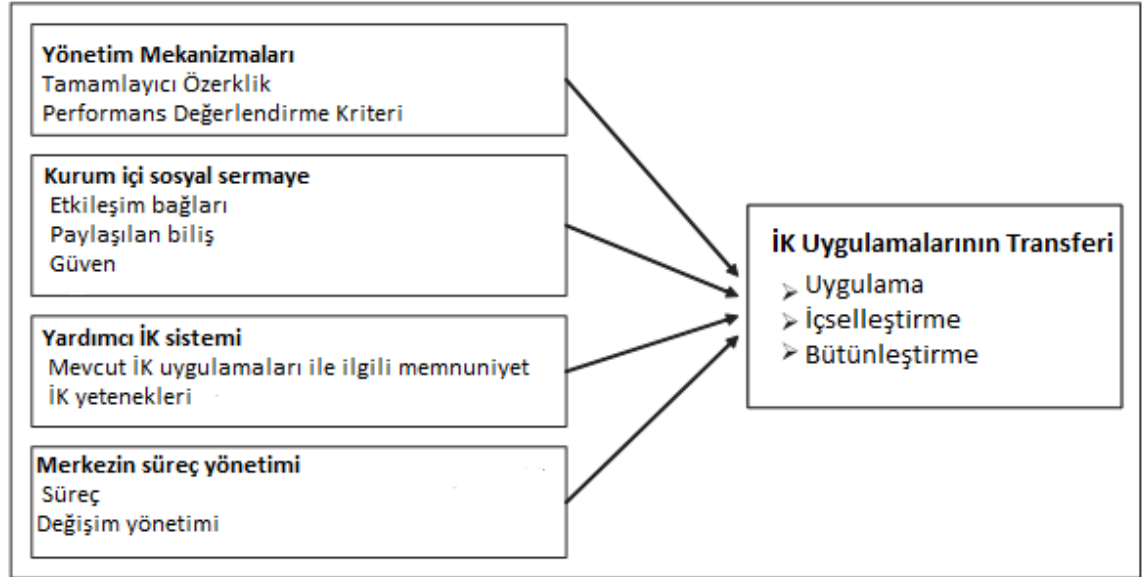 Yönetim Mekanizmaları
Tamamlayıcı Özerklik
Performans Değerlendirme Kriteri
Kurum içi sosyal sermaye
Etkileşim bağları
Paylaşılan biliş
Güven
Yardımcı İK sistemi
Mevcut İK uygulamaları ile ilgili memnuniyet
İK yetenekleri
Merkezin süreç yönetimi
Süreç
Değişim yönetimi
İK Uygulamalarının Transferi
➢ Uygulama
➢ İçselleştirme
➢ Bütünleştirme